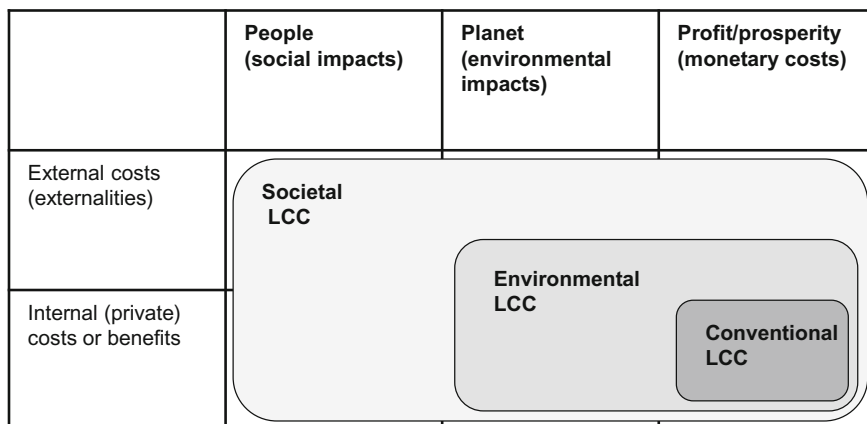 People
(social impacts)
Planet
(environmental
impacts)
Profit/prosperity
(monetary costs)
External costs
(externalities)
Societal
LCC
Environmental
LCC
Internal (private)
costs or benefits
Conventional
LCC